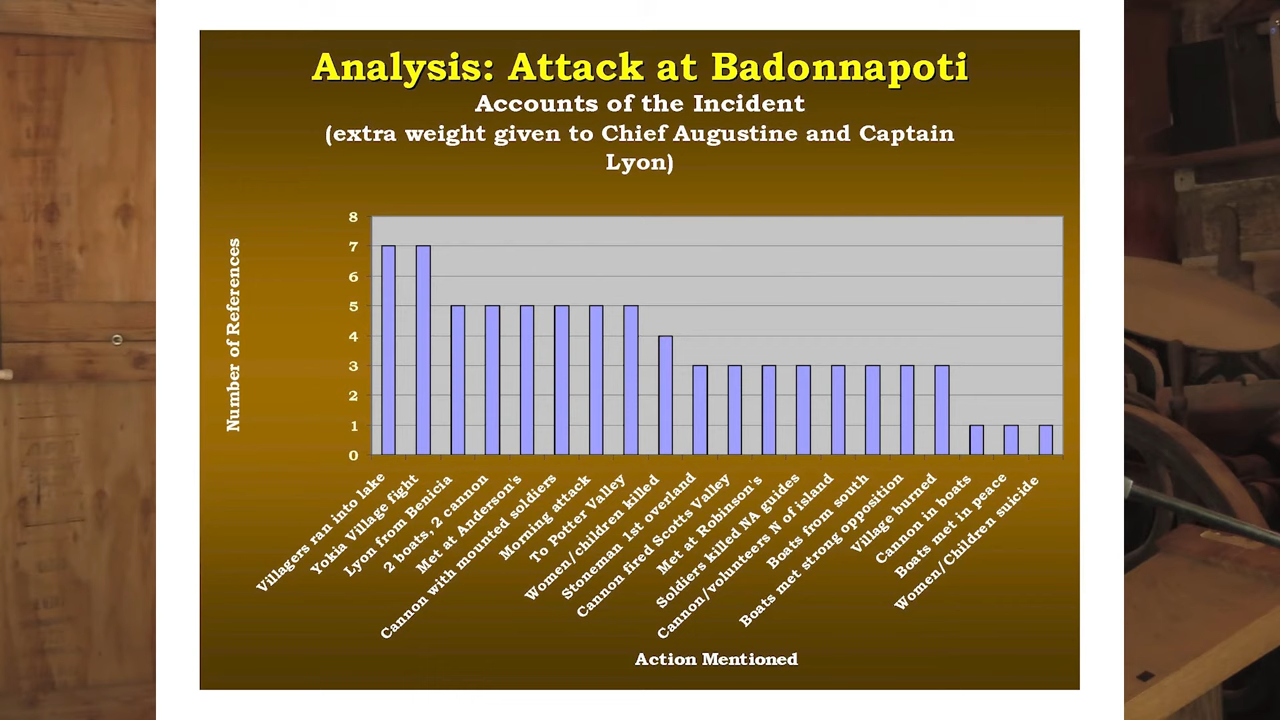 Analysis: Attack at Badonnapoti
Accounts of the Incident
(extra weight given to Chief Augustine and Captain
Lyon)
Number of References
8
7
6
5
4
3
2
1
0
Villagers ran into lake
Yokia Village fight
Lyon from Benicia
2 boats, 2 cannon
Met at Anderson's
Cannon with mounted soldiers
Morning attack
To Potter Valley
Women/children killed
Stoneman 1st overland
Cannon fired Scotts Valley
Met at Robinson's
Soldiers killed NA guides
Cannon/volunteers N of island
Boats from south
Boats met strong opposition
Village burned
Cannon in boats
Boats met in peace
Women/Children suicide
Action Mentioned